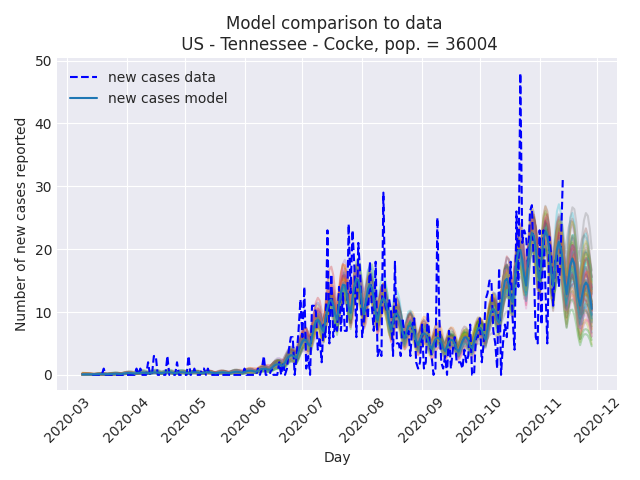 Model comparison to data
US - Tennessee - Cocke, pop. = 36004
new cases data
new cases model
Number of new cases reported
50
40
30
20
10
0
2020-03
2020-04
2020-05
2020-06
2020-07
2020-08
2020-09
2020-10
2020-11
2020-12
Day